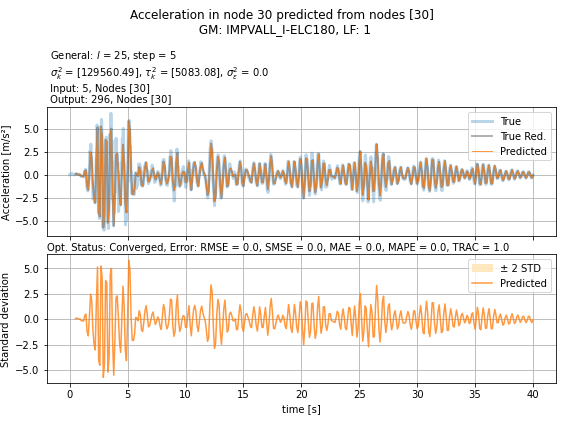 Acceleration in node 30 predicted from nodes [30]
GM: IMPVALL_I-ELC180, LF: 1
General: l = 25, step = 5
σ²ₖ = [129560.49], τ²ₖ = [5083.08], σ²ₑ = 0.0
Input: 5, Nodes [30]
Output: 296, Nodes [30]
Acceleration [m/s²]
5.0
2.5
0.0
−2.5
−5.0
True
True Red.
Predicted
Opt. Status: Converged, Error: RMSE = 0.0, SMSE = 0.0, MAE = 0.0, MAPE = 0.0, TRAC = 1.0
Standard deviation
5.0
2.5
0.0
−2.5
−5.0
± 2 STD
Predicted
0 5 10 15 20 25 30 35 40
time [s]